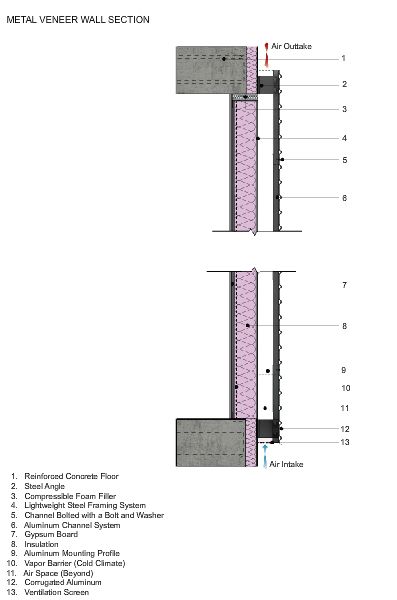 METAL VENEER WALL SECTION
Air Outtake
1
2
3
4
5
6
7
8
9
10
11
12
13
Air Intake
1. Reinforced Concrete Floor
2. Steel Angle
3. Compressible Foam Filler
4. Lightweight Steel Framing System
5. Channel Bolted with a Bolt and Washer
6. Aluminum Channel System
7. Gypsum Board
8. Insulation
9. Aluminum Mounting Profile
10. Vapor Barrier (Cold Climate)
11. Air Space (Beyond)
12. Corrugated Aluminum
13. Ventilation Screen